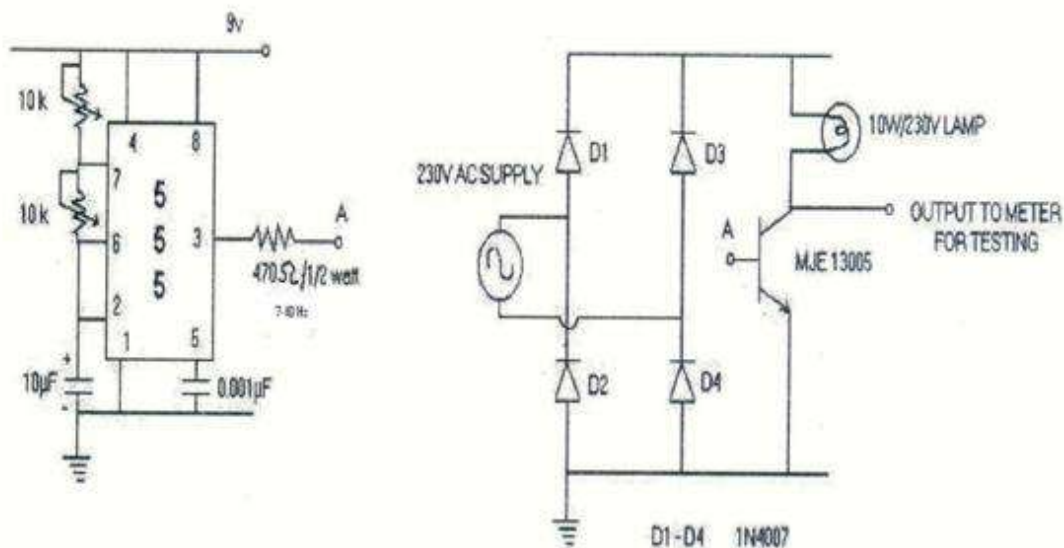 9v
10k
4 8
7
5
5
5
10k
6
3
A
470Ω/1/2 watt
2
1 5
10μF
+
-
0.001μF
230V AC SUPPLY
D1
D3
10W/230V LAMP
A
OUTPUT TO METER
FOR TESTING
MJE 13005
D2
D4
D1-D4 1N4007